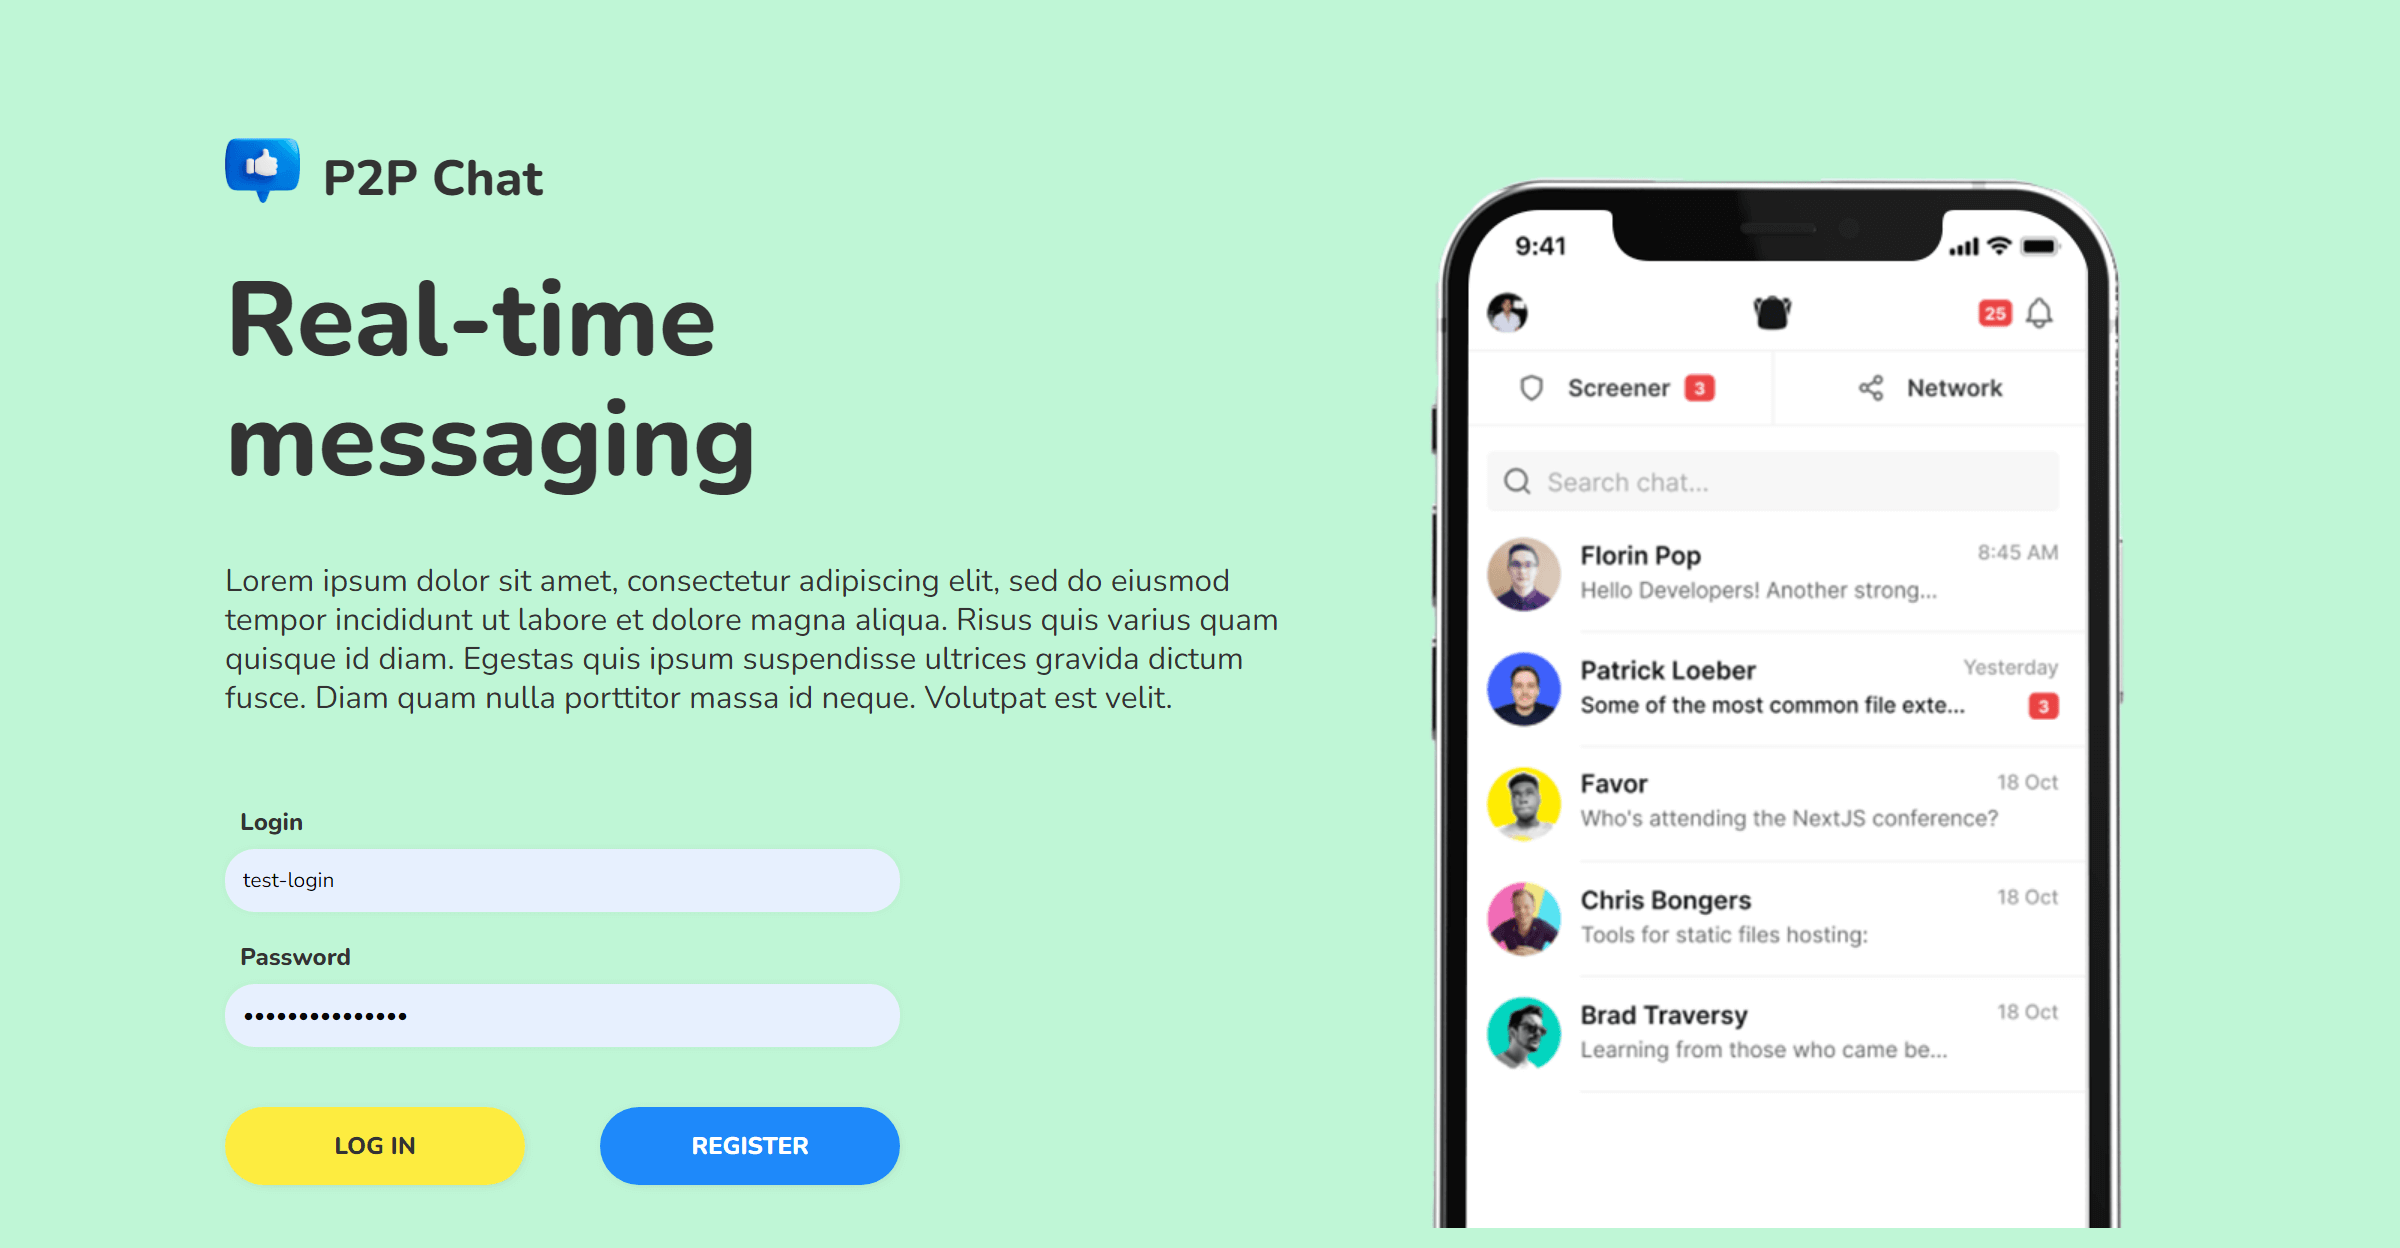 P2P Chat
Real-time
messaging
Lorem ipsum dolor sit amet, consectetur adipiscing elit, sed do eiusmod
tempor incididunt ut labore et dolore magna aliqua. Risus quis varius quam
quisque id diam. Egestas quis ipsum suspendisse ultrices gravida dictum
fusce. Diam quam nulla porttitor massa id neque. Volutpat est velit.
Login
test-login
Password
•••••••••••••••
LOG IN
REGISTER
9:41
25
Screener 3
Network
Search chat...
Florin Pop
8:45 AM
Hello Developers! Another strong...
Patrick Loeber
Yesterday
Some of the most common file exte...
3
Favor
18 Oct
Who's attending the NextJS conference?
Chris Bongers
18 Oct
Tools for static files hosting:
Brad Traversy
18 Oct
Learning from those who came be...